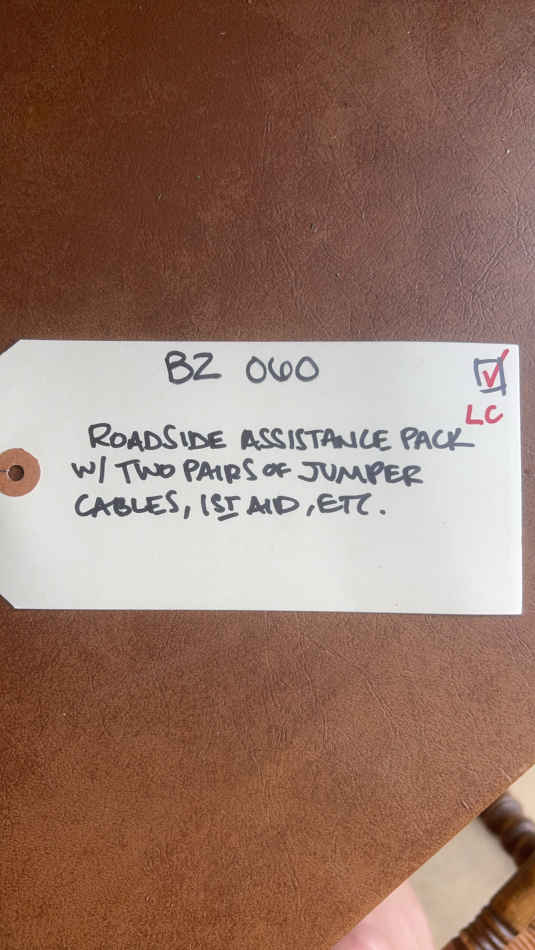 BZ 060
LC
ROADSIDE ASSISTANCE PACK
W/ TWO PAIRS OF JUMPER
CABLES, 1ST AID, ETC.